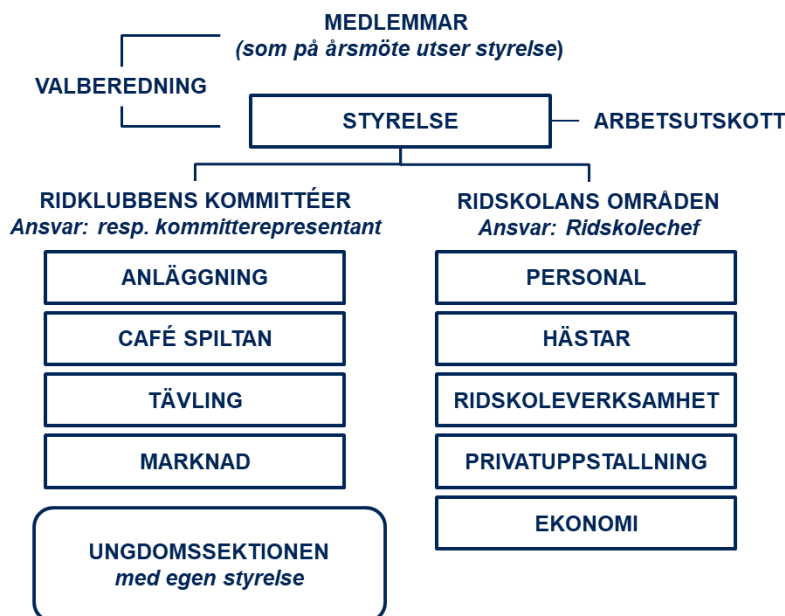 MEDLEMMAR
(som på årsmöte utser styrelse)
VALBEREDNING
STYRELSE
ARBETSUTSKOTT
RIDKLUBBENS KOMMITTÉER
Ansvar: resp. kommitterepresentant
ANLÄGGNING
CAFÉ SPILTAN
TÄVLING
MARKNAD
UNGDOMSSEKTIONEN
med egen styrelse
RIDSKOLANS OMRÅDEN
Ansvar: Ridskolechef
PERSONAL
HÄSTAR
RIDSKOLEVERKSAMHET
PRIVATUPPSTALLNING
EKONOMI